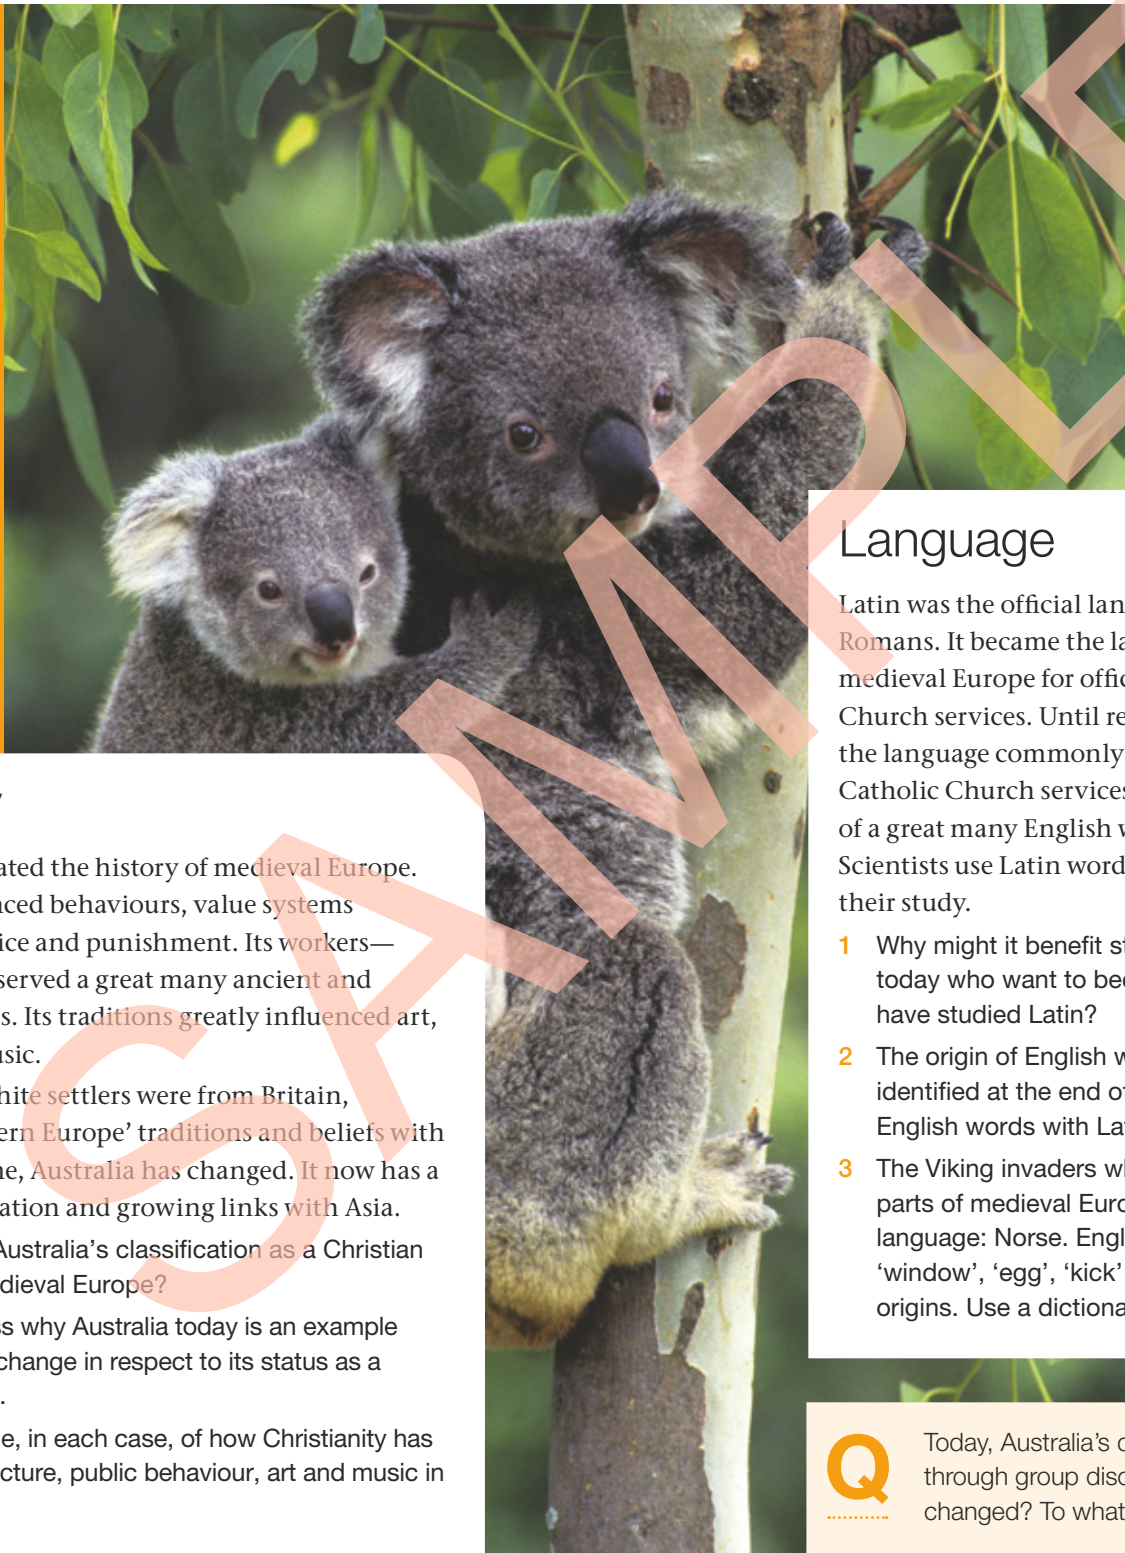 ated the history of medieval Europe.
nced behaviours, value systems
ice and punishment. Its workers—
served a great many ancient and
s. Its traditions greatly influenced art,
usic.
hite settlers were from Britain,
ern Europe’ traditions and beliefs with
ne, Australia has changed. It now has a
ation and growing links with Asia.
Australia’s classification as a Christian
dieval Europe?
ss why Australia today is an example
change in respect to its status as a
.
e, in each case, of how Christianity has
cture, public behaviour, art and music in
Language
Latin was the official lan
Romans. It became the la
medieval Europe for offic
Church services. Until re
the language commonly
Catholic Church services
of a great many English w
Scientists use Latin word
their study.
1 Why might it benefit st
today who want to bec
have studied Latin?
2 The origin of English w
identified at the end of
English words with Lat
3 The Viking invaders wh
parts of medieval Euro
language: Norse. Engl
‘window’, ‘egg’, ‘kick’
origins. Use a dictiona
Q Today, Australia’s c
through group disc
changed? To what
SAMPLE